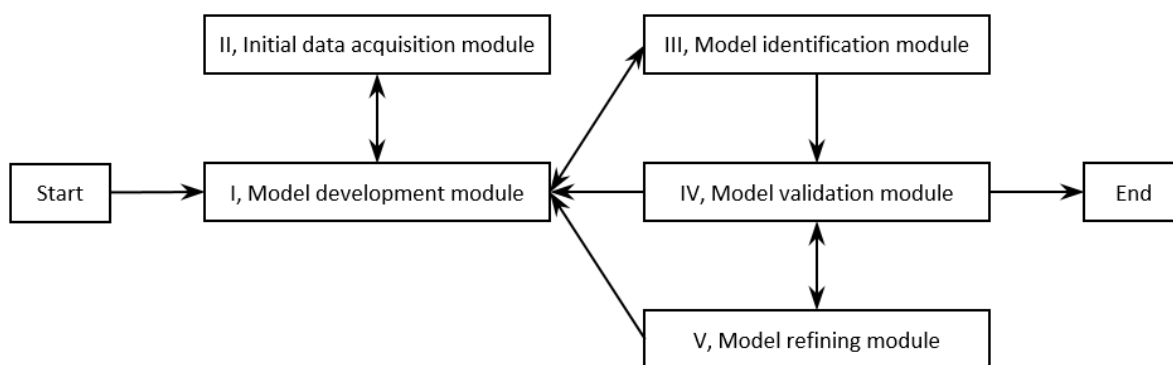 II, Initial data acquisition module
III, Model identification module
Start
I, Model development module
IV, Model validation module
End
V, Model refining module